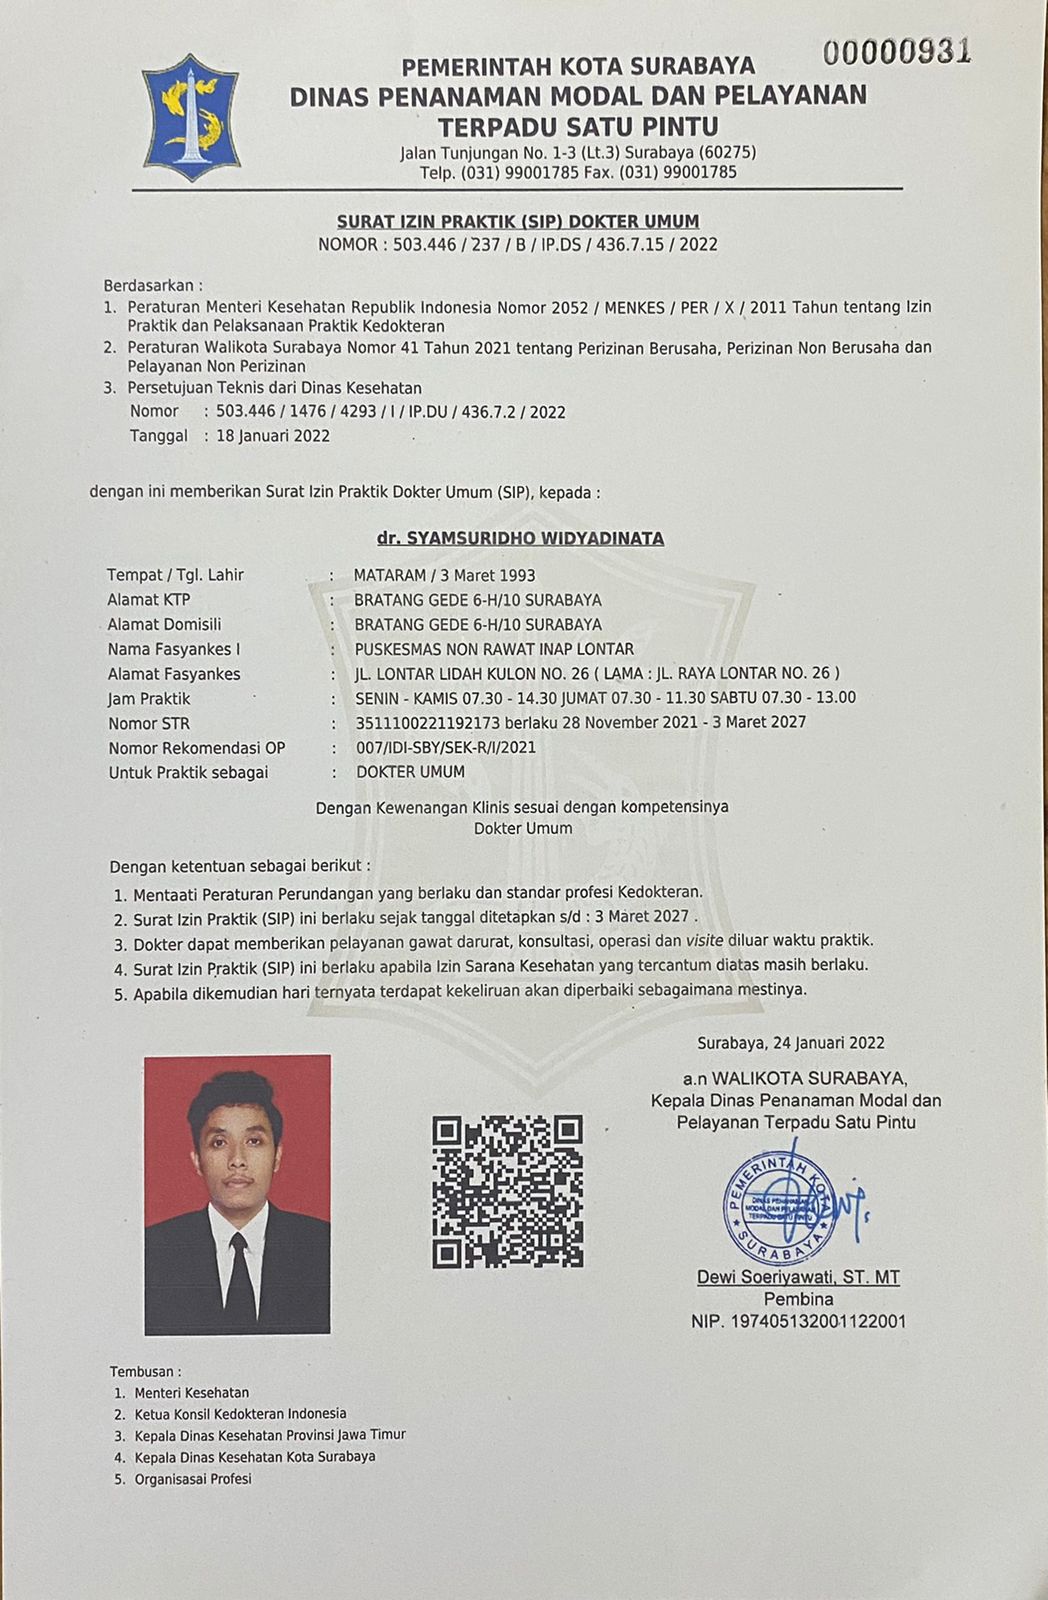 00000931
PEMERINTAH KOTA SURABAYA
DINAS PENANAMAN MODAL DAN PELAYANAN
TERPADU SATU PINTU
Jalan Tunjungan No. 1-3 (Lt.3) Surabaya (60275)
Telp. (031) 99001785 Fax. (031) 99001785
SURAT IZIN PRAKTIK (SIP) DOKTER UMUM
NOMOR : 503.446 / 237 / B / IP.DS / 436.7.15 / 2022
Berdasarkan :
1. Peraturan Menteri Kesehatan Republik Indonesia Nomor 2052 / MENKES / PER / X / 2011 Tahun tentang Izin
Praktik dan Pelaksanaan Praktik Kedokteran
2. Peraturan Walikota Surabaya Nomor 41 Tahun 2021 tentang Perizinan Berusaha, Perizinan Non Berusaha dan
Pelayanan Non Perizinan
3. Persetujuan Teknis dari Dinas Kesehatan
Nomor : 503.446 / 1476 / 4293 / I / IP.DU / 436.7.2 / 2022
Tanggal : 18 Januari 2022
dengan ini memberikan Surat Izin Praktik Dokter Umum (SIP), kepada :
dr. SYAMSURIDHO WIDYADINATA
Tempat / Tgl. Lahir : MATARAM / 3 Maret 1993
Alamat KTP : BRATANG GEDE 6-H/10 SURABAYA
Alamat Domisili : BRATANG GEDE 6-H/10 SURABAYA
Nama Fasyankes I : PUSKESMAS NON RAWAT INAP LONTAR
Alamat Fasyankes : JL. LONTAR LIDAH KULON NO. 26 ( LAMA : JL. RAYA LONTAR NO. 26 )
Jam Praktik : SENIN - KAMIS 07.30 - 14.30 JUMAT 07.30 - 11.30 SABTU 07.30 - 13.00
Nomor STR : 3511100221192173 berlaku 28 November 2021 - 3 Maret 2027
Nomor Rekomendasi OP : 007/IDI-SBY/SEK-R/I/2021
Untuk Praktik sebagai : DOKTER UMUM
Dengan Kewenangan Klinis sesuai dengan kompetensinya
Dokter Umum
Dengan ketentuan sebagai berikut :
1. Mentaati Peraturan Perundangan yang berlaku dan standar profesi Kedokteran.
2. Surat Izin Praktik (SIP) ini berlaku sejak tanggal ditetapkan s/d : 3 Maret 2027 .
3. Dokter dapat memberikan pelayanan gawat darurat, konsultasi, operasi dan visite diluar waktu praktik.
4. Surat Izin Praktik (SIP) ini berlaku apabila Izin Sarana Kesehatan yang tercantum diatas masih berlaku.
5. Apabila dikemudian hari ternyata terdapat kekeliruan akan diperbaiki sebagaimana mestinya.
Surabaya, 24 Januari 2022
a.n WALIKOTA SURABAYA,
Kepala Dinas Penanaman Modal dan
Pelayanan Terpadu Satu Pintu
PEMERINTAH KOTA
DINAS PENANAMAN
MODAL DAN PELAYANAN
TERPADU SATU PINTU
SURABAYA
Dewi Soeriyawati, ST. MT
Pembina
NIP. 197405132001122001
Tembusan :
1. Menteri Kesehatan
2. Ketua Konsil Kedokteran Indonesia
3. Kepala Dinas Kesehatan Provinsi Jawa Timur
4. Kepala Dinas Kesehatan Kota Surabaya
5. Organisasai Profesi